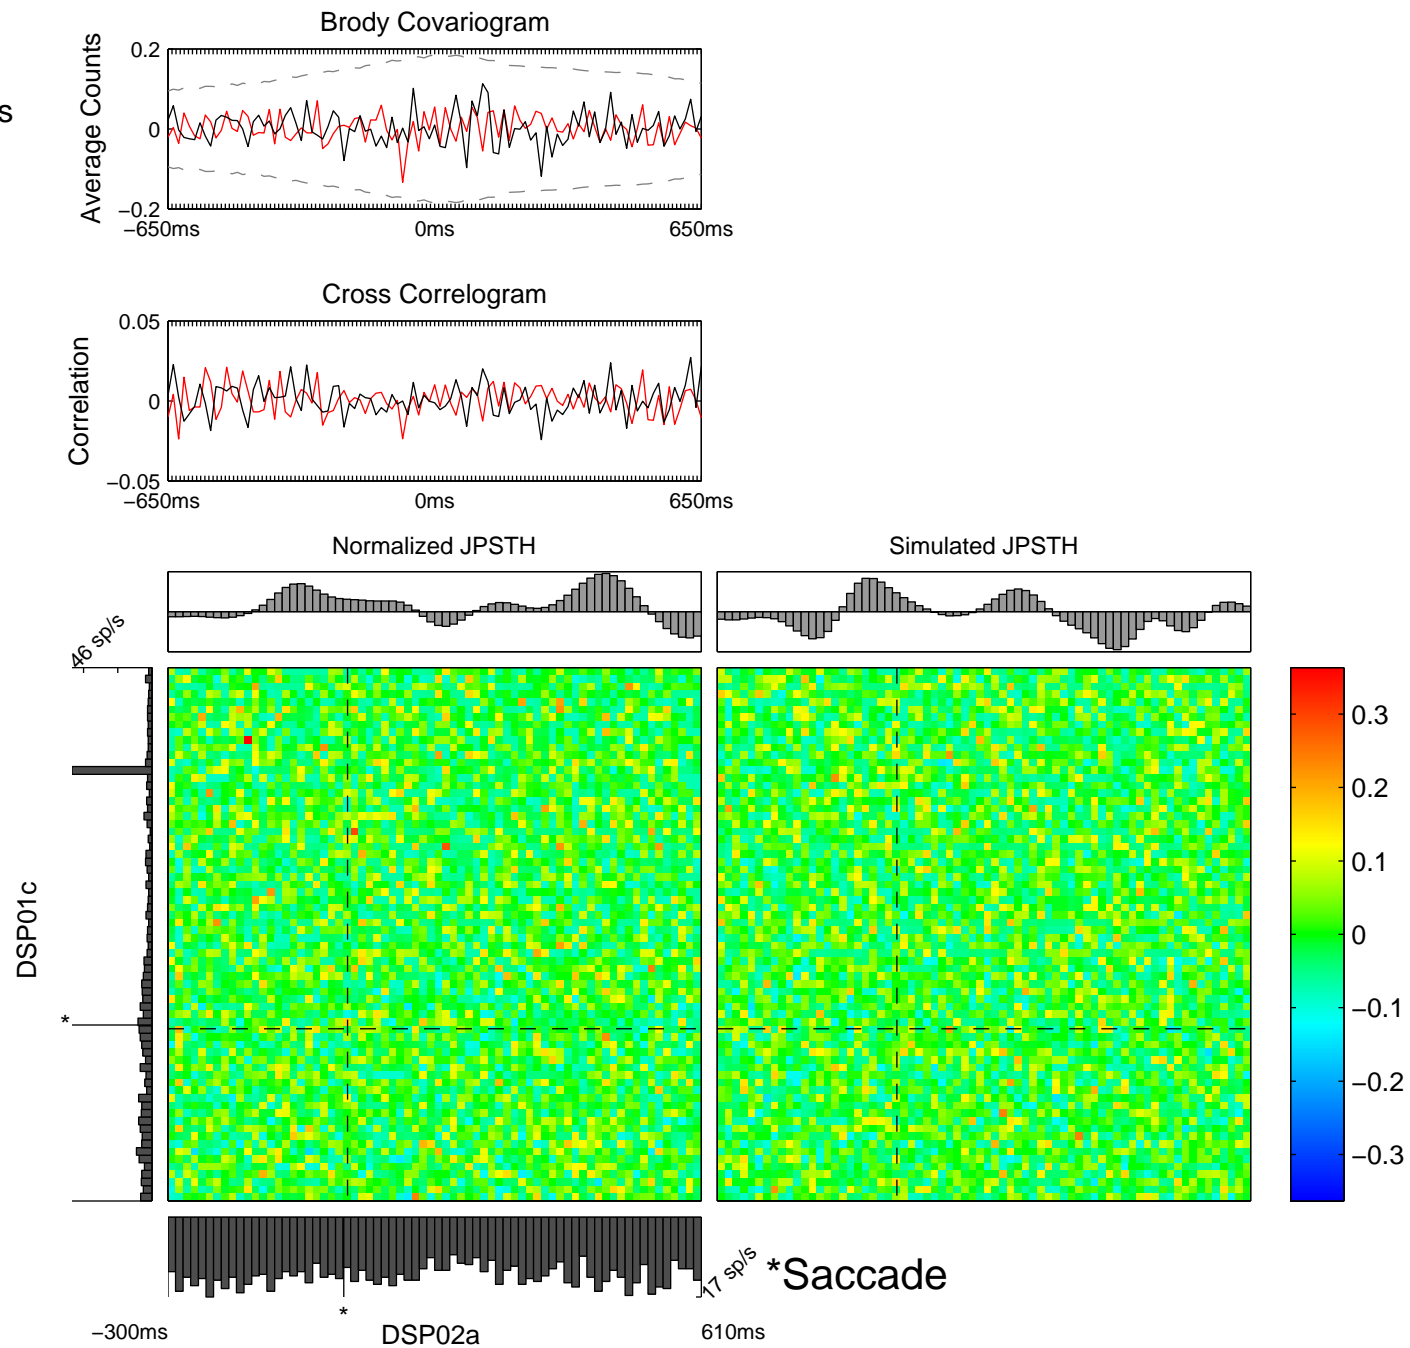 Brody Covariogram
s
Average Counts
0.2
0
−0.2
−650ms
0ms
650ms
Cross Correlogram
Correlation
0.05
0
−0.05
−650ms
0ms
650ms
Normalized JPSTH
Simulated JPSTH
46 sp/s
DSP01c
*
0.3
0.2
0.1
0
−0.1
−0.2
−0.3
17 sp/s
*Saccade
*
−300ms
DSP02a
610ms